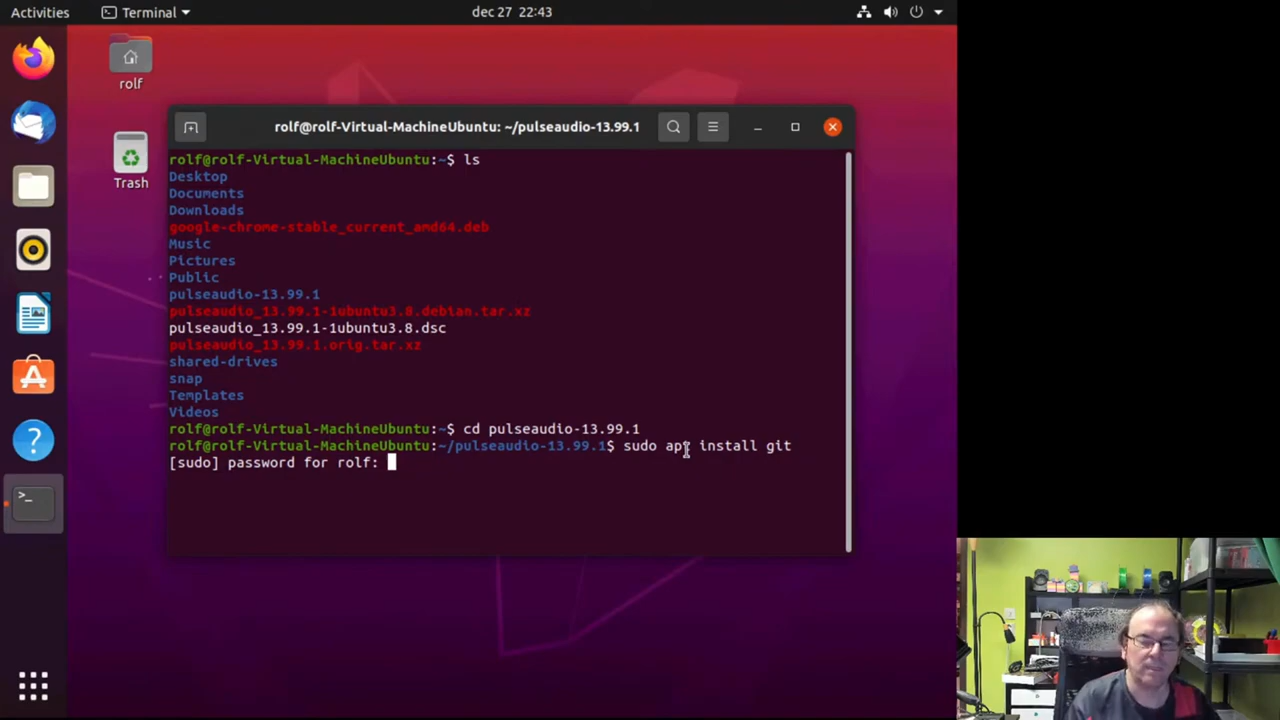 Activities
Terminal
dec 27 22:43
rolf
Trash
rolf@rolf-Virtual-MachineUbuntu: ~/pulseaudio-13.99.1
rolf@rolf-Virtual-MachineUbuntu:~$ ls
Desktop
Documents
Downloads
google-chrome-stable_current_amd64.deb
Music
Pictures
Public
pulseaudio-13.99.1
pulseaudio_13.99.1-1ubuntu3.8.debian.tar.xz
pulseaudio_13.99.1-1ubuntu3.8.dsc
pulseaudio_13.99.1.orig.tar.xz
shared-drives
snap
Templates
Videos
rolf@rolf-Virtual-MachineUbuntu:~$ cd pulseaudio-13.99.1
rolf@rolf-Virtual-MachineUbuntu:~/pulseaudio-13.99.1$ sudo apt install git
[sudo] password for rolf: